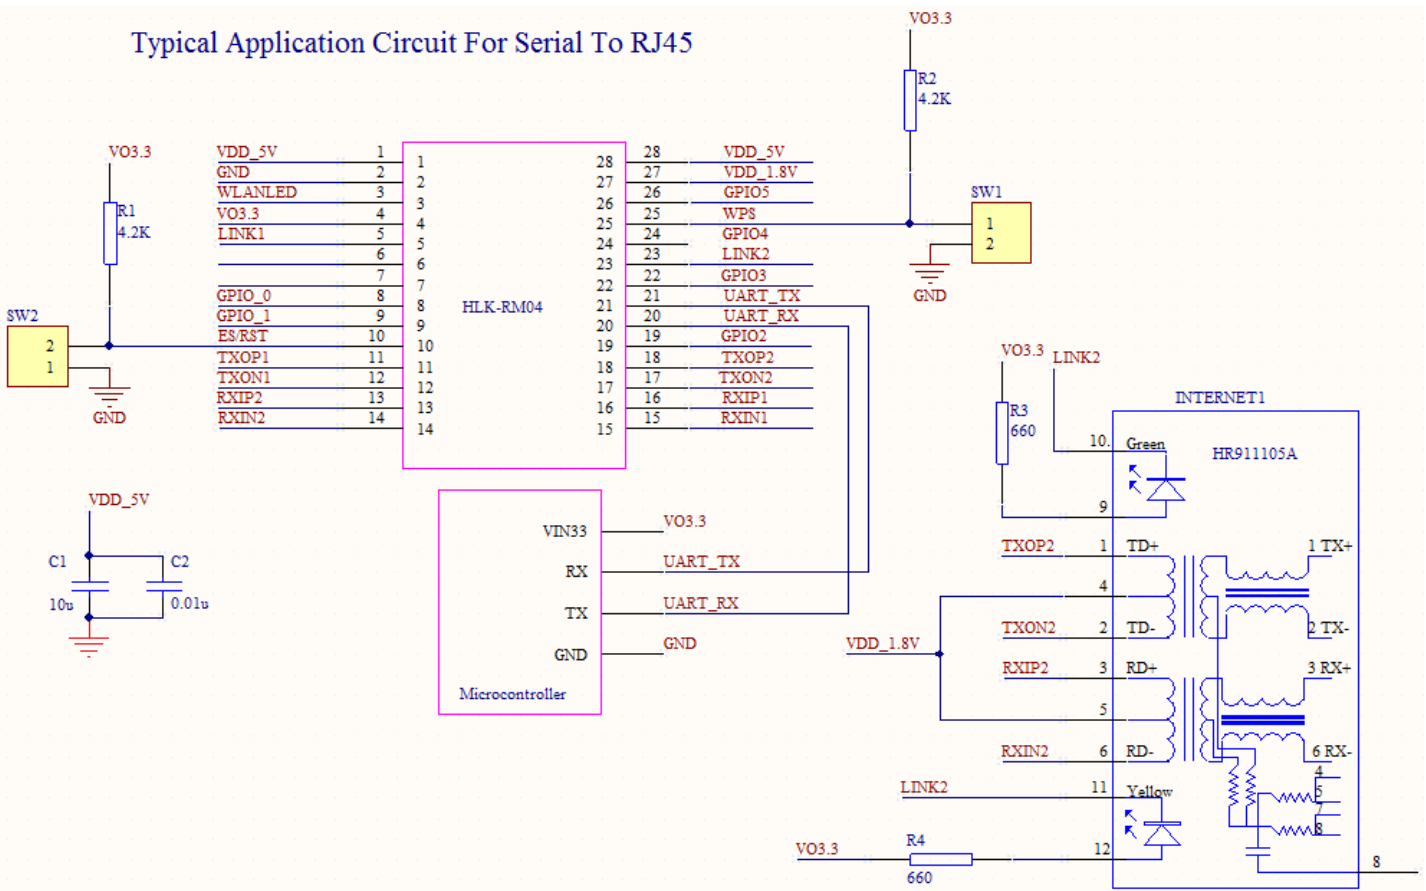 Typical Application Circuit For Serial To RJ45
VO3.3
R2
4.2K
VO3.3
R1
4.2K
SW2
2
1
GND
VDD_5V 1 1
GND 2 2
WLANLED 3 3
VO3.3 4 4
LINK1 5 5
6 6
7 7
GPIO_0 8 8
GPIO_1 9 9
ES/RST 10 10
TXOP1 11 11
TXON1 12 12
RXIP2 13 13
RXIN2 14 14
HLK-RM04
28 28 VDD_5V
27 27 VDD_1.8V
26 26 GPIO5
25 25 WPS
24 24 GPIO4
23 23 LINK2
22 22 GPIO3
21 21 UART_TX
20 20 UART_RX
19 19 GPIO2
18 18 TXOP2
17 17 TXON2
16 16 RXIP1
15 15 RXIN1
SW1
1
2
GND
VDD_5V
C1
10u
C2
0.01u
VIN33 VO3.3
RX UART_TX
TX UART_RX
GND GND
Microcontroller
VO3.3
LINK2
R3
660
INTERNET1
HR911105A
10. Green
9
TXOP2 1 TD+ 1 TX+
4
TXON2 2 TD- 2 TX-
VDD_1.8V
RXIP2 3 RD+ 3 RX+
5
RXIN2 6 RD- 6 RX-
4
5
7
8
LINK2 11 Yellow
VO3.3
R4
660
12
8